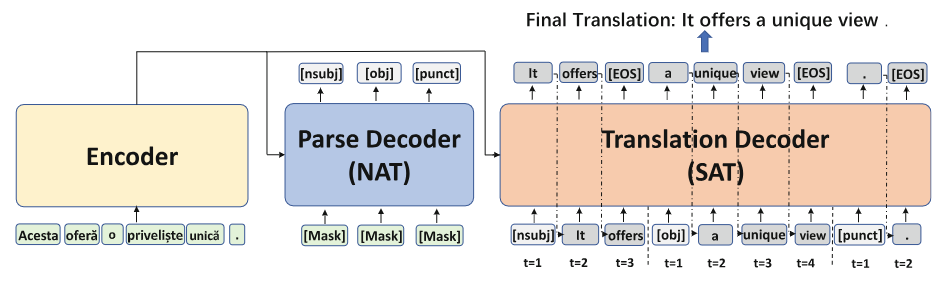 Final Translation: It offers a unique view .
[nsubj] [obj] [punct]
It offers [EOS] a unique view [EOS] . [EOS]
Encoder
Parse Decoder
(NAT)
Translation Decoder
(SAT)
Acesta oferă o priveliște unică .
[Mask] [Mask] [Mask]
[nsubj] It offers [obj] a unique view [punct] .
t=1 t=2 t=3 t=1 t=2 t=3 t=4 t=1 t=2